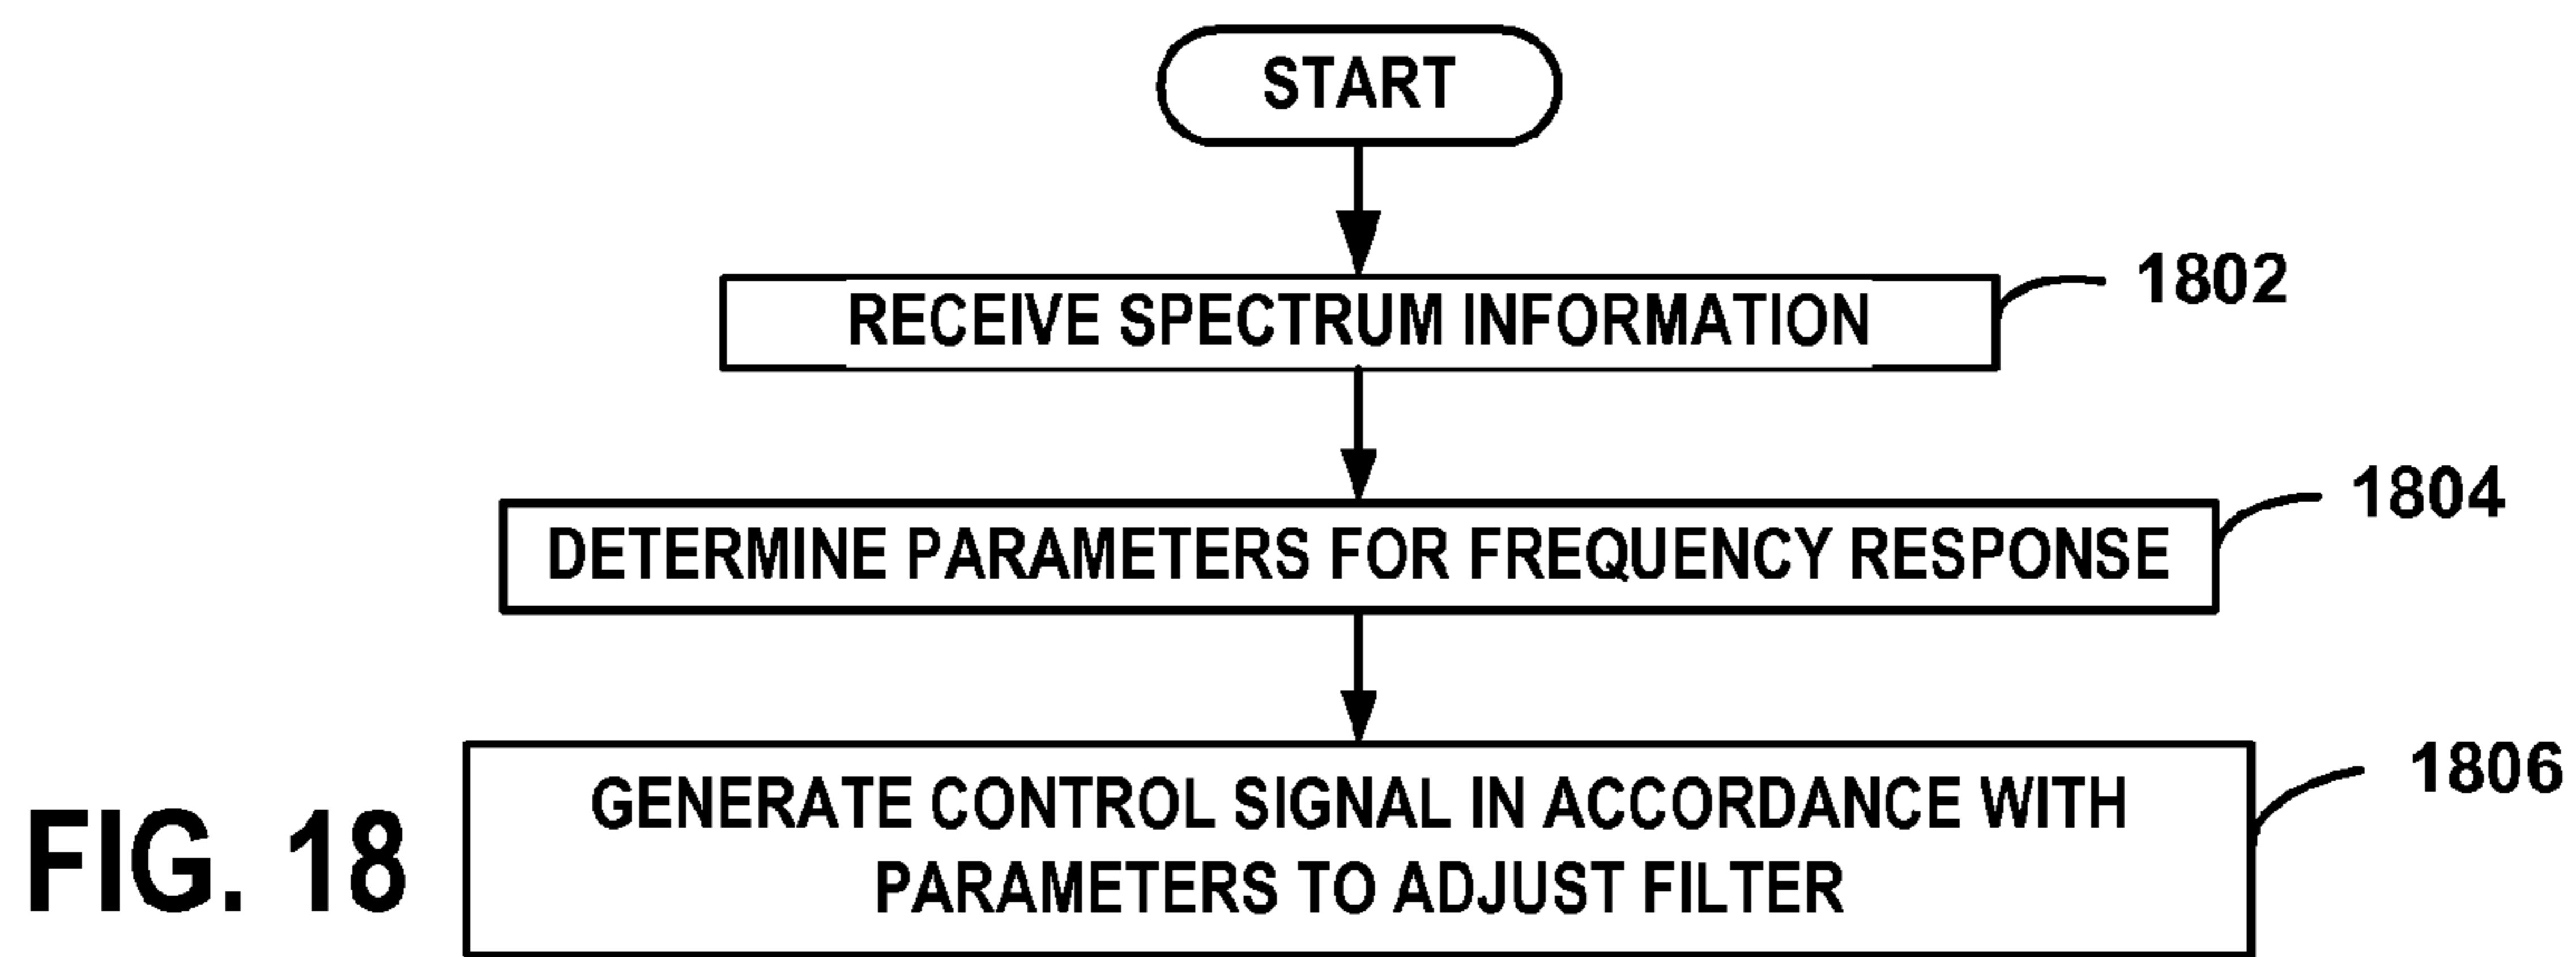 START
RECEIVE SPECTRUM INFORMATION
1802
DETERMINE PARAMETERS FOR FREQUENCY RESPONSE
1804
GENERATE CONTROL SIGNAL IN ACCORDANCE WITH
PARAMETERS TO ADJUST FILTER
1806
FIG. 18